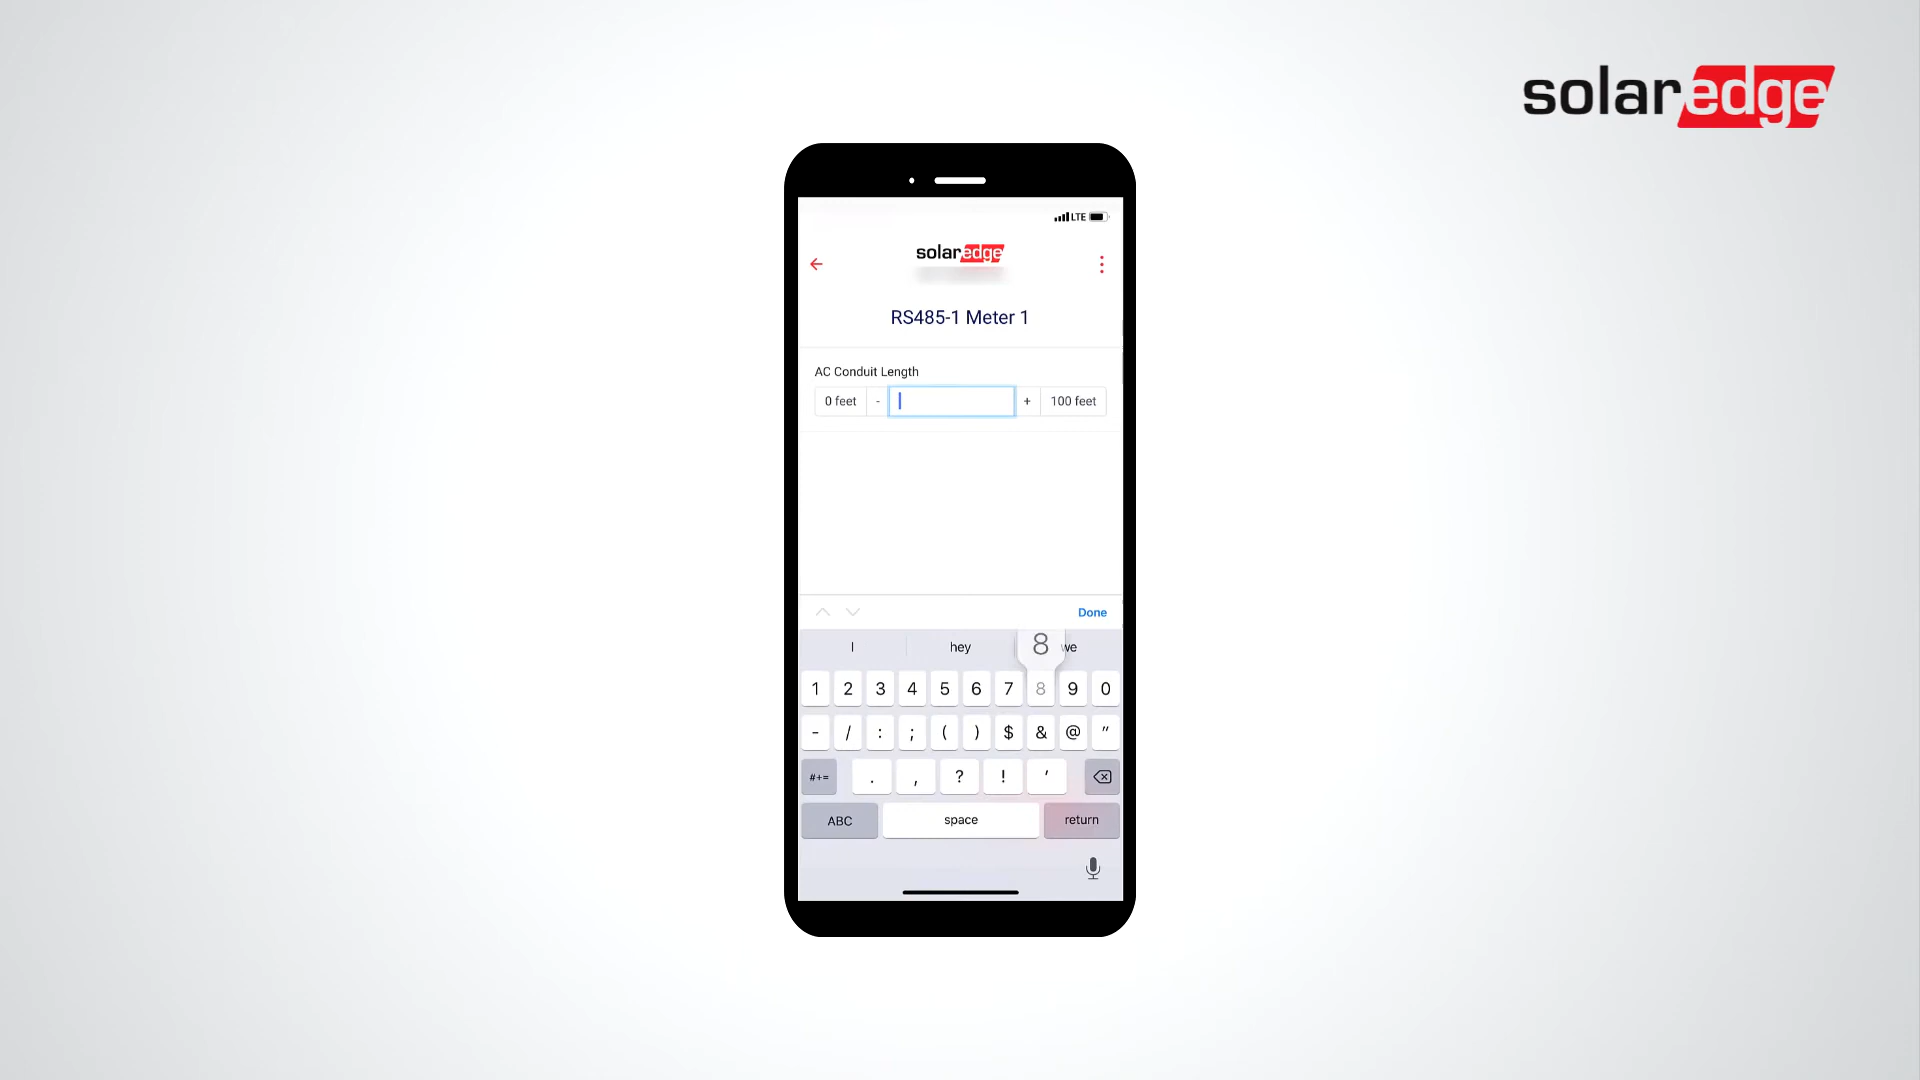 solaredge
LTE
solaredge
RS485-1 Meter 1
AC Conduit Length
0 feet - + 100 feet
Done
I hey we
8
1 2 3 4 5 6 7 8 9 0
- / : ; ( ) $ & @ "
#+= . , ? ! '
ABC space return